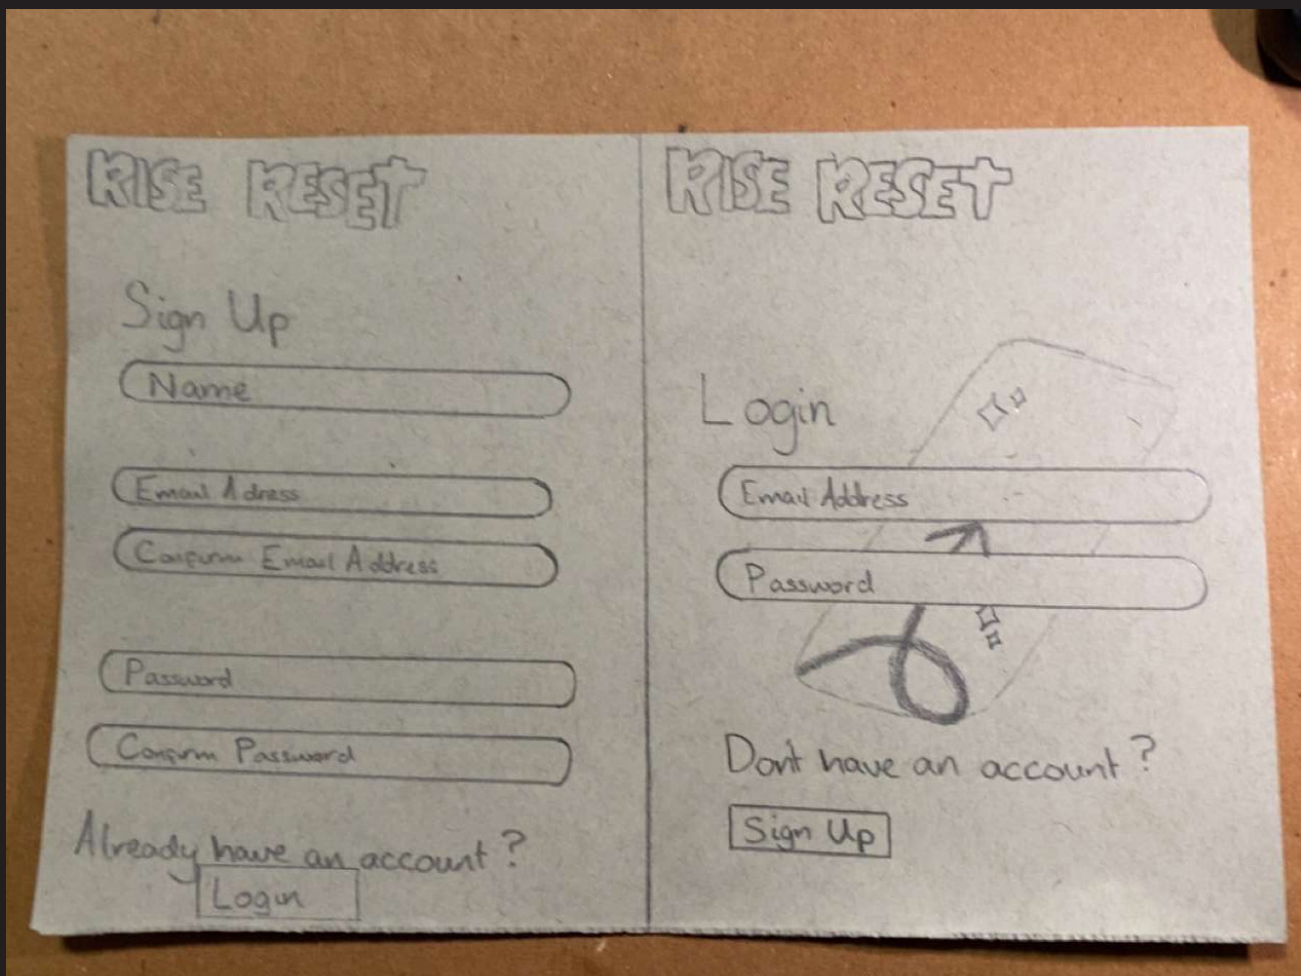 RISE RESET
Sign Up
Name
Email Adress
Confirm Email Address
Password
Confirm Password
Already have an account?
Login
RISE RESET
Login
Email Address
Password
Dont have an account?
Sign Up